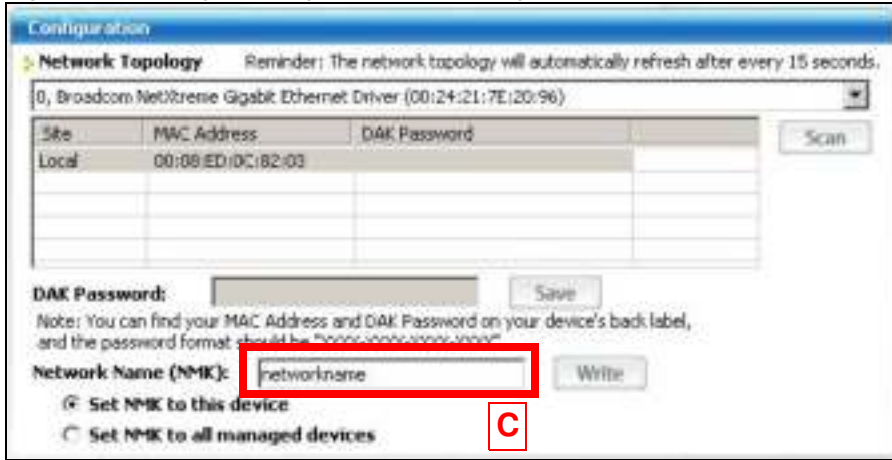 Configuration
Network Topology Reminder: The network topology will automatically refresh after every 15 seconds.
0, Broadcom NetXtreme Gigabit Ethernet Driver (00:24:21:7E:20:96)
Site MAC Address DAK Password
Scan
Local 00:08:ED:0C:82:03
DAK Password: Save
Note: You can find your MAC Address and DAK Password on your device's back label,
and the password format should be
Network Name (NMK): networkname Write
Set NMK to this device
Set NMK to all managed devices
C